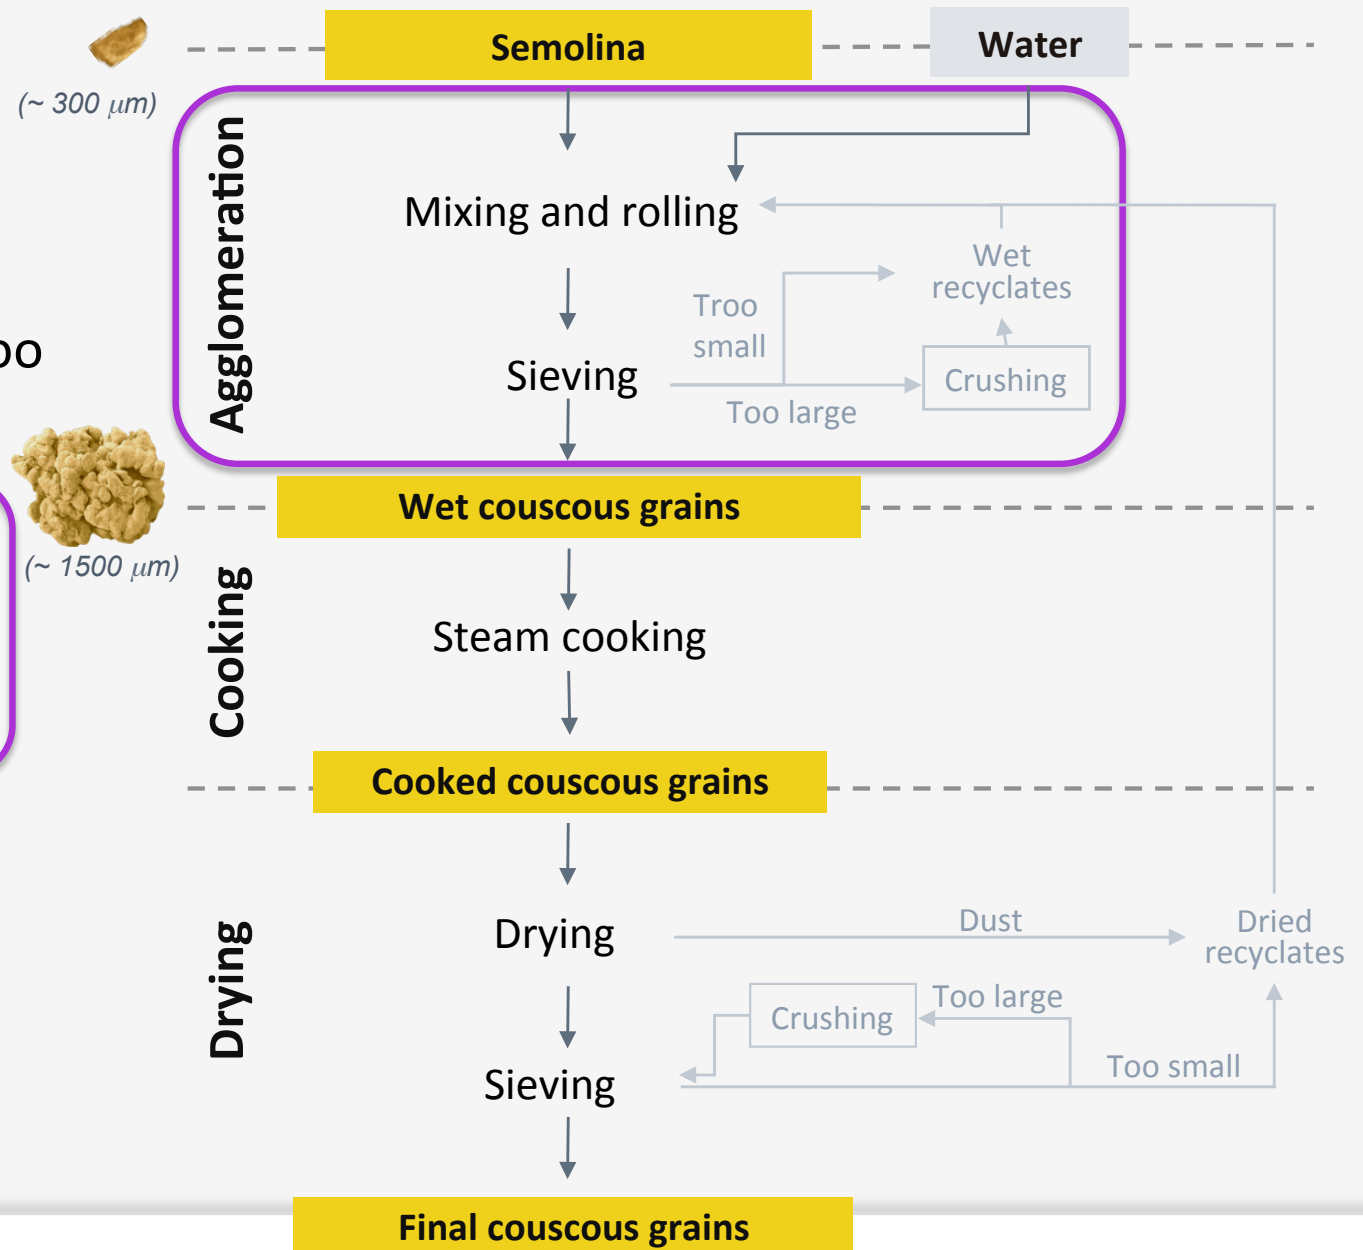 Semolina
Water
(~ 300 μm)
Agglomeration
Mixing and rolling
Wet
recyclates
Troo
small
Sieving
Crushing
Too large
Wet couscous grains
(~ 1500 μm)
Cooking
Steam cooking
Cooked couscous grains
Drying
Drying
Dust
Dried
recyclates
Crushing
Too large
Too small
Sieving
Final couscous grains